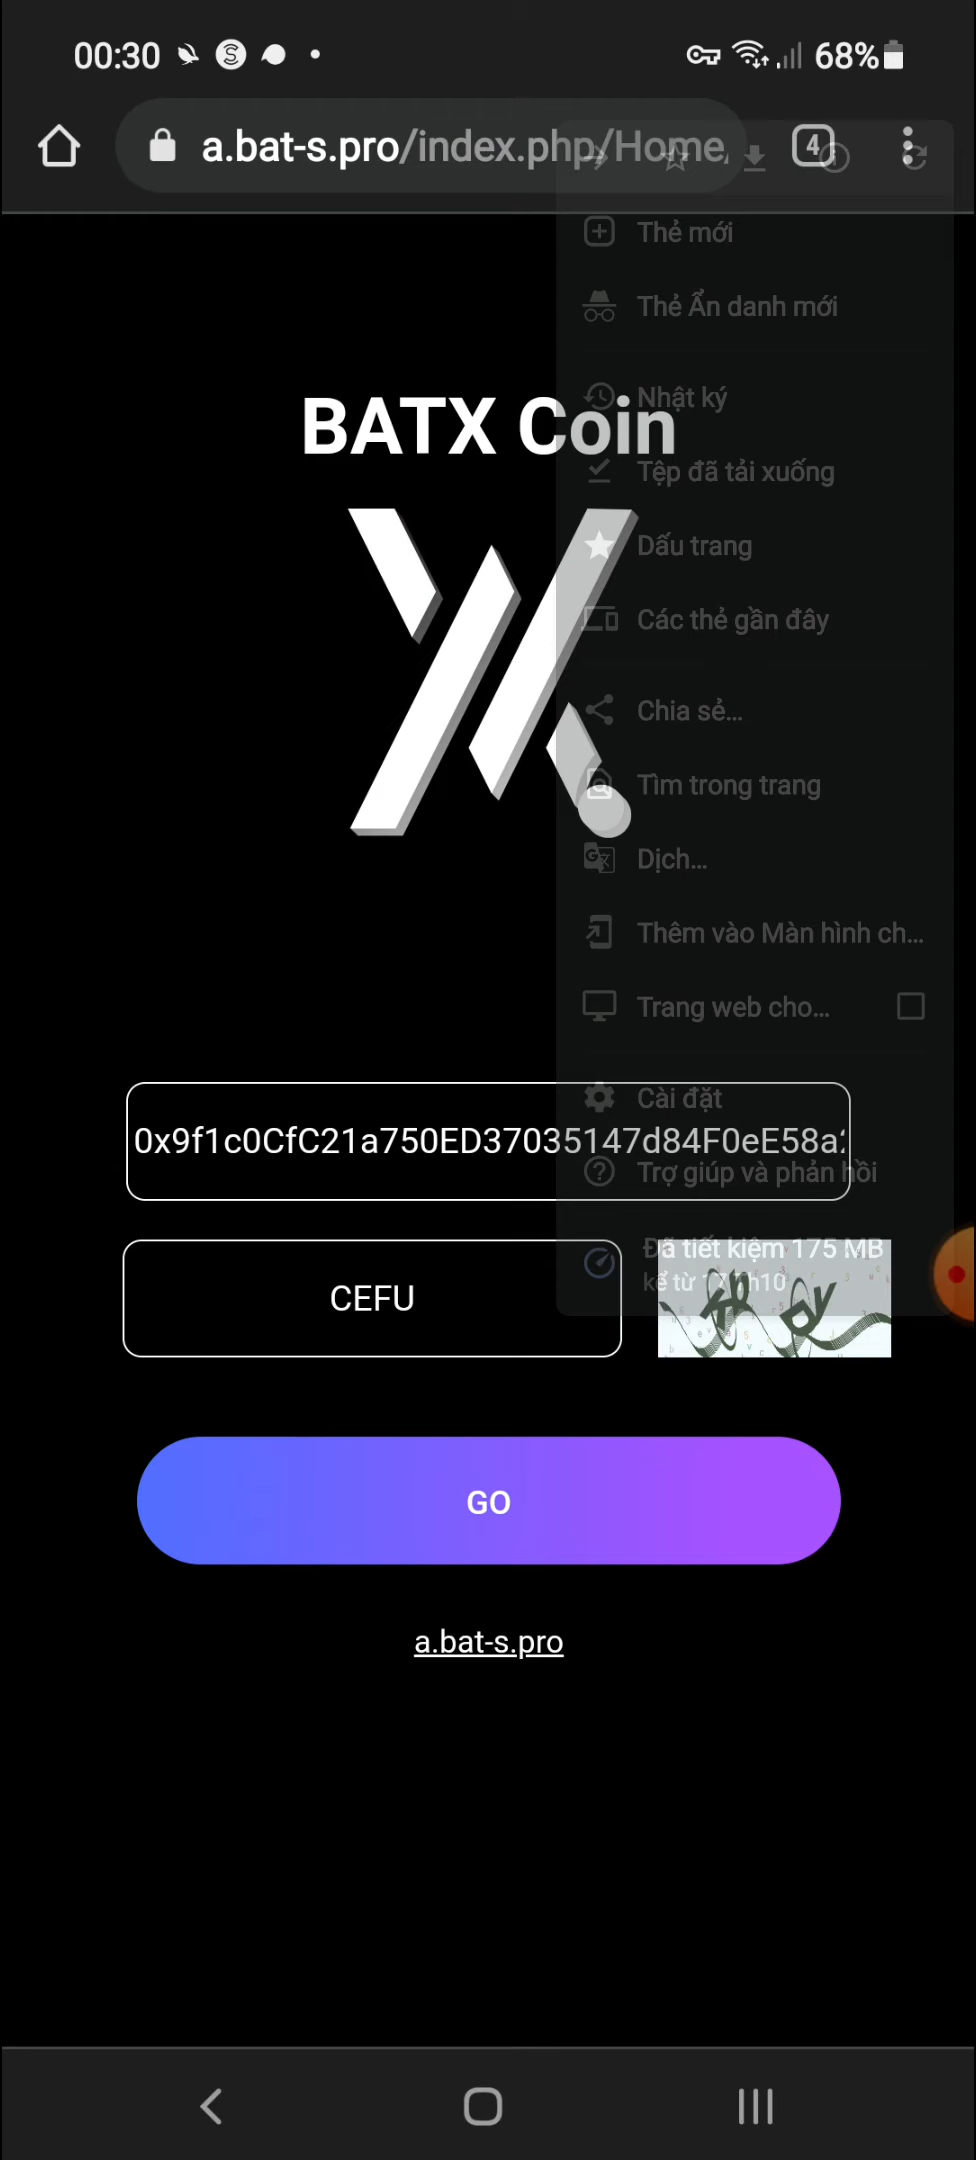 00:30
68%
a.bat-s.pro/index.php/Home
4
Thẻ mới
Thẻ Ẩn danh mới
Nhật ký
BATX Coin
Tệp đã tải xuống
Dấu trang
Các thẻ gần đây
Chia sẻ...
Tìm trong trang
Dịch...
Thêm vào Màn hình ch...
Trang web cho...
Cài đặt
0x9f1c0CfC21a750ED37035147d84F0eE58a
Trợ giúp và phản hồi
Đã tiết kiệm 175 MB
kể từ
CEFU
GO
a.bat-s.pro